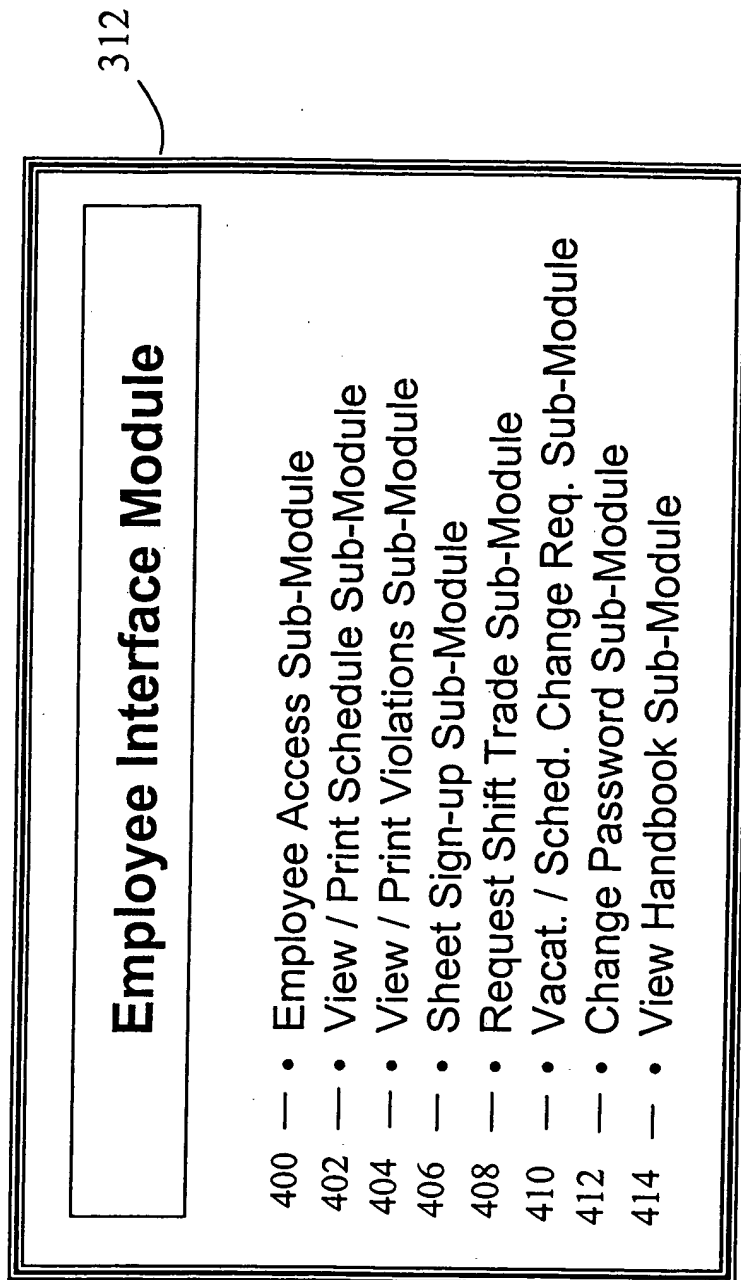 312
Employee Interface Module
400 — • Employee Access Sub-Module
402 — • View / Print Schedule Sub-Module
404 — • View / Print Violations Sub-Module
406 — • Sheet Sign-up Sub-Module
408 — • Request Shift Trade Sub-Module
410 — • Vacat. / Sched. Change Req. Sub-Module
412 — • Change Password Sub-Module
414 — • View Handbook Sub-Module